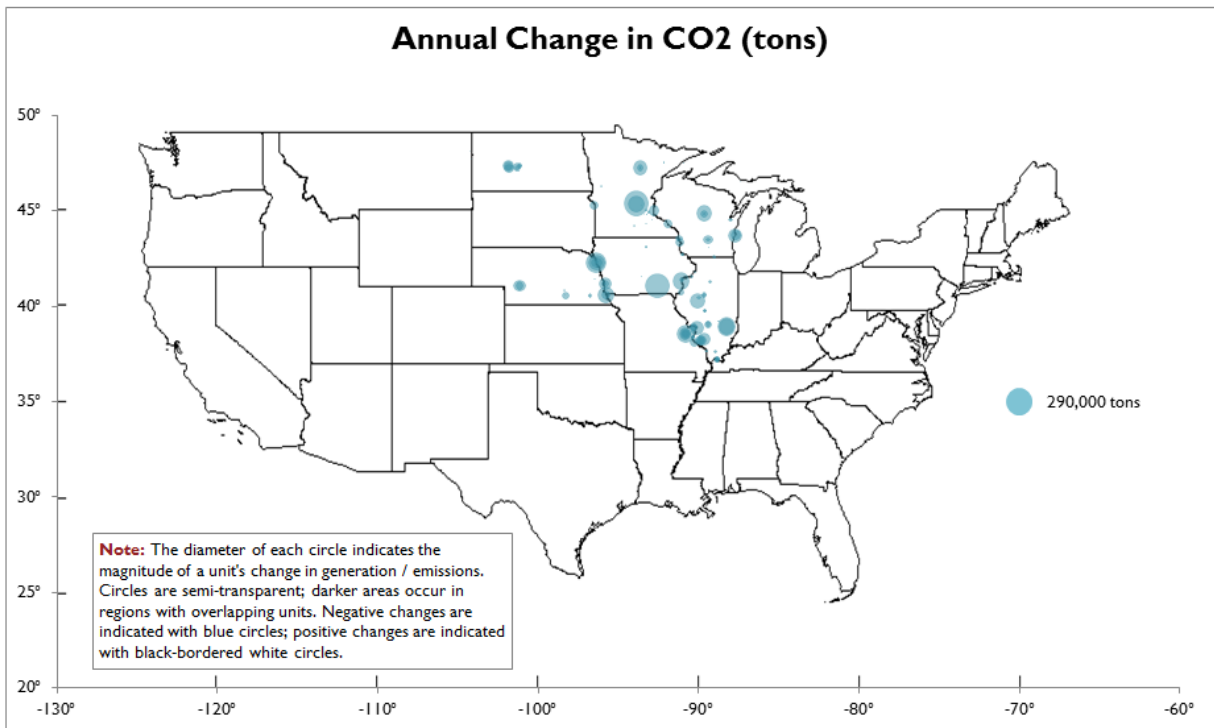 Annual Change in CO2 (tons)
50°
45°
40°
35°
30°
25°
20°
290,000 tons
Note: The diameter of each circle indicates the
magnitude of a unit's change in generation / emissions.
Circles are semi-transparent; darker areas occur in
regions with overlapping units. Negative changes are
indicated with blue circles; positive changes are indicated
with black-bordered white circles.
-130° -120° -110° -100° -90° -80° -70° -60°